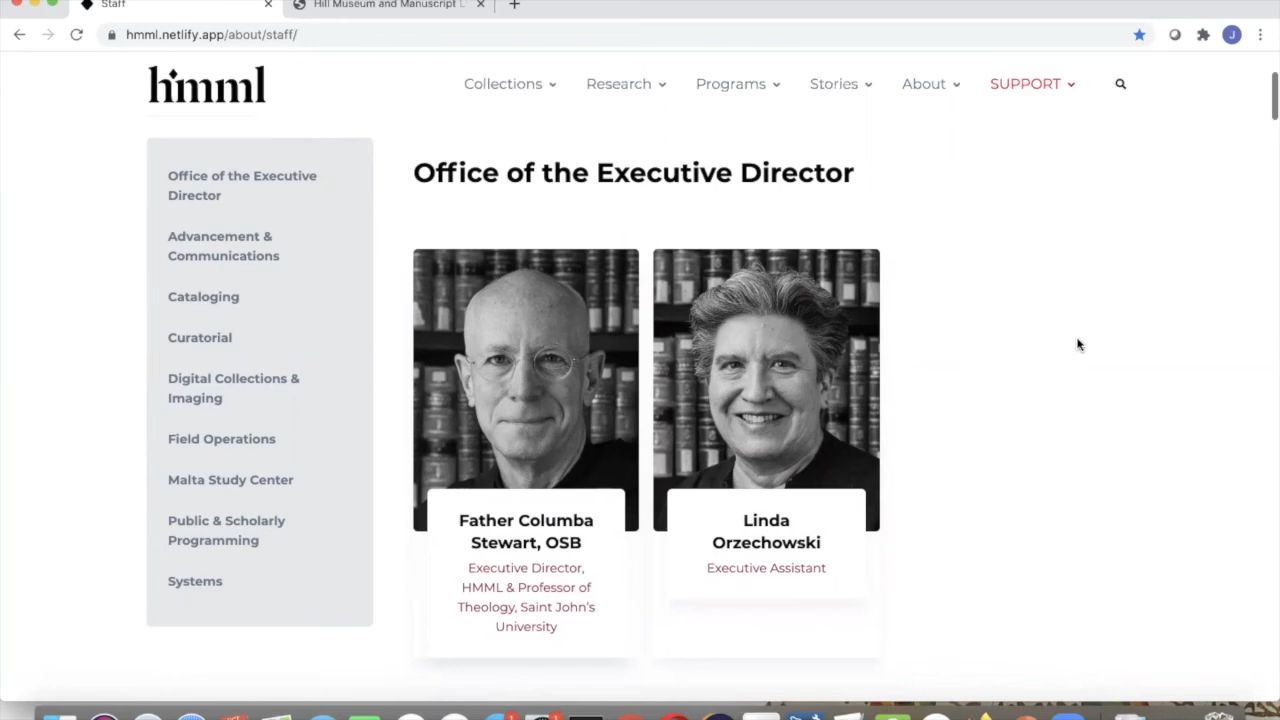 Staff
Hill Museum and Manuscript
hmml.netlify.app/about/staff/
J
hmml
Collections
Research
Programs
Stories
About
SUPPORT
Office of the Executive
Director
Advancement &
Communications
Cataloging
Curatorial
Digital Collections &
Imaging
Field Operations
Malta Study Center
Public & Scholarly
Programming
Systems
Office of the Executive Director
Father Columba
Stewart, OSB
Executive Director,
HMML & Professor of
Theology, Saint John's
University
Linda
Orzechowski
Executive Assistant